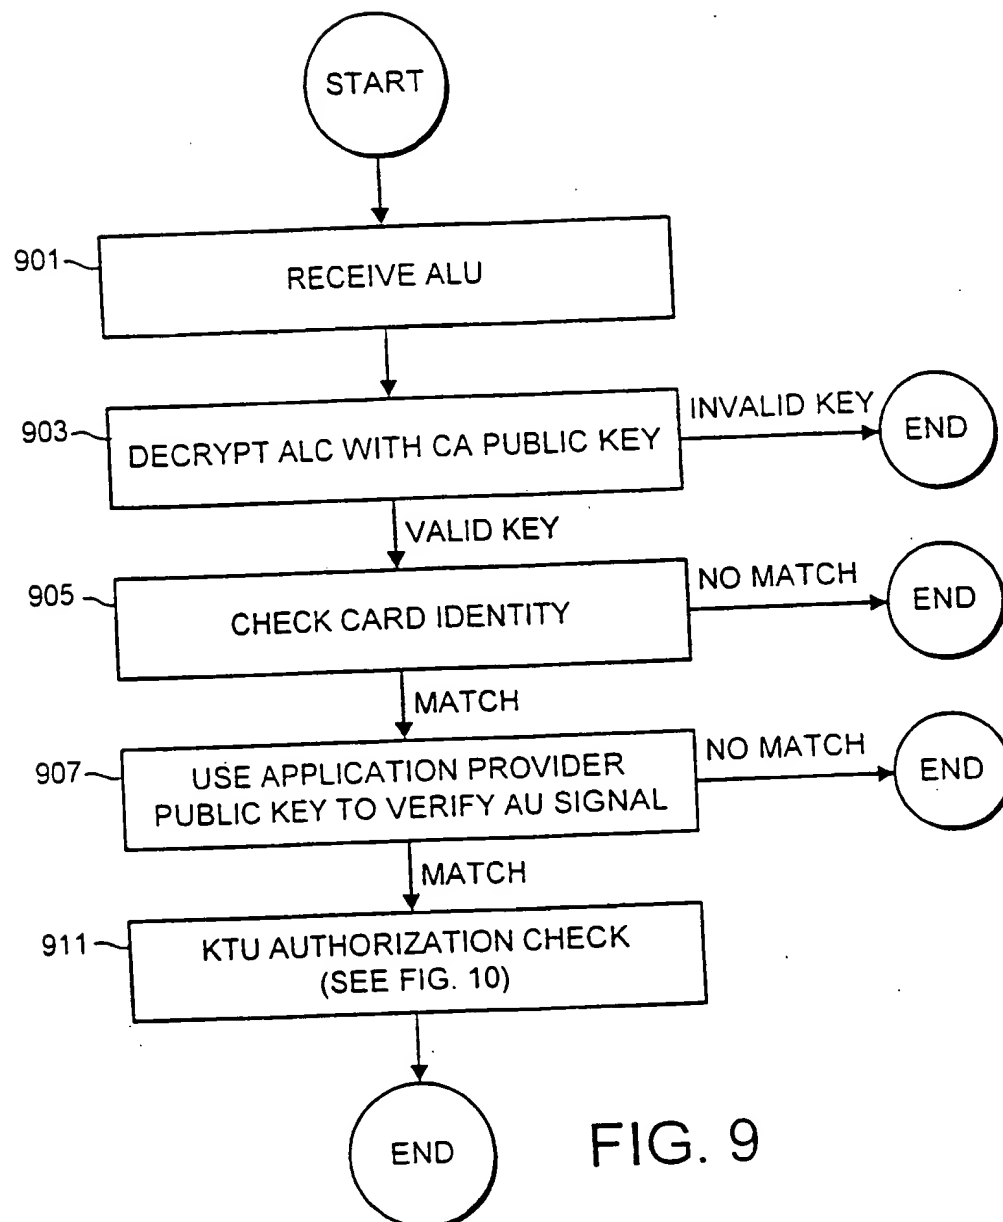 START
901
RECEIVE ALU
903
DECRYPT ALC WITH CA PUBLIC KEY
INVALID KEY
END
VALID KEY
905
CHECK CARD IDENTITY
NO MATCH
END
MATCH
907
USE APPLICATION PROVIDER
PUBLIC KEY TO VERIFY AU SIGNAL
NO MATCH
END
MATCH
911
KTU AUTHORIZATION CHECK
(SEE FIG. 10)
END
FIG. 9